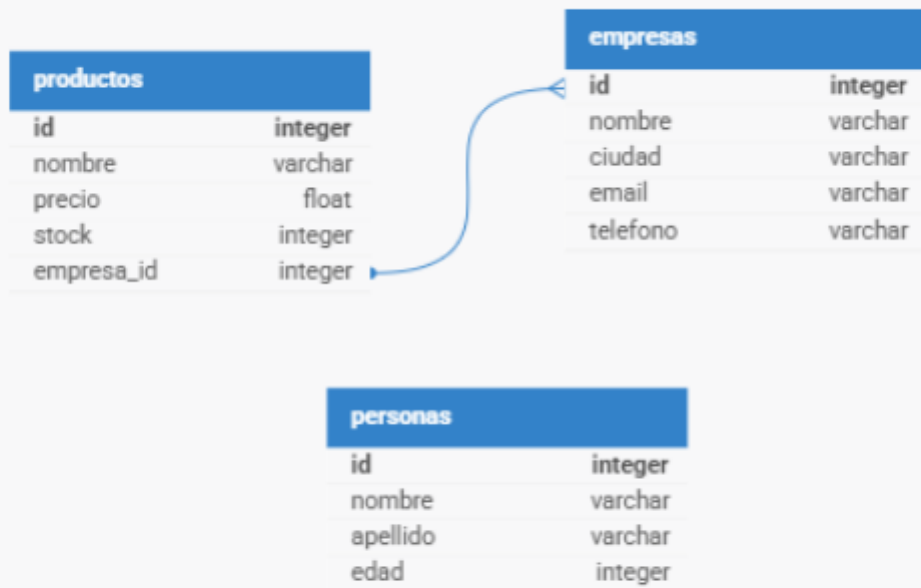 productos
id integer
nombre varchar
precio float
stock integer
empresa_id integer
empresas
id integer
nombre varchar
ciudad varchar
email varchar
telefono varchar
personas
id integer
nombre varchar
apellido varchar
edad integer